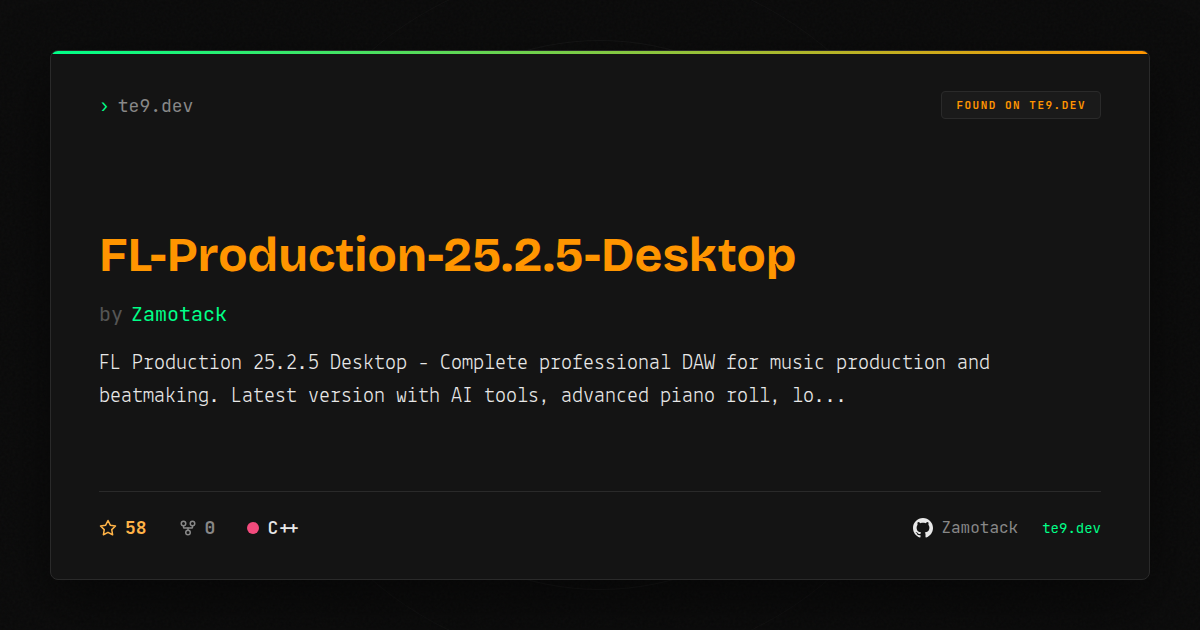 › te9.dev
FOUND ON TE9.DEV
FL-Production-25.2.5-Desktop
by Zamotack
FL Production 25.2.5 Desktop - Complete professional DAW for music production and
beatmaking. Latest version with AI tools, advanced piano roll, lo...
58 0 C++
Zamotack te9.dev